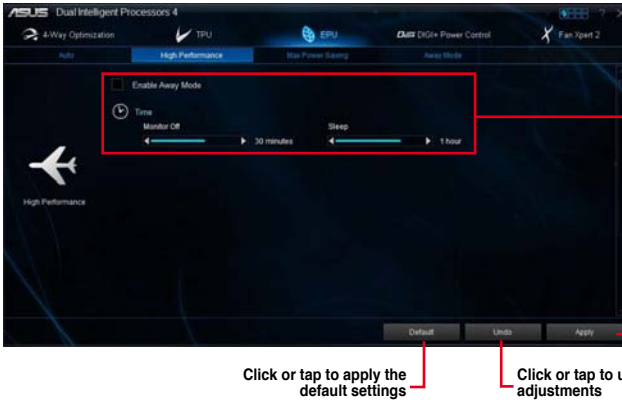 ASUS Dual Intelligent Processors 4
4-Way Optimization TPU EPU DIGI+ Power Control Fan Xpert 2
Auto High Performance Max Power Saving Away Mode
Enable Away Mode
Time
Monitor Off Sleep
30 minutes 1 hour
High Performance
Default Undo Apply
Click or tap to apply the default settings
Click or tap to u
adjustments